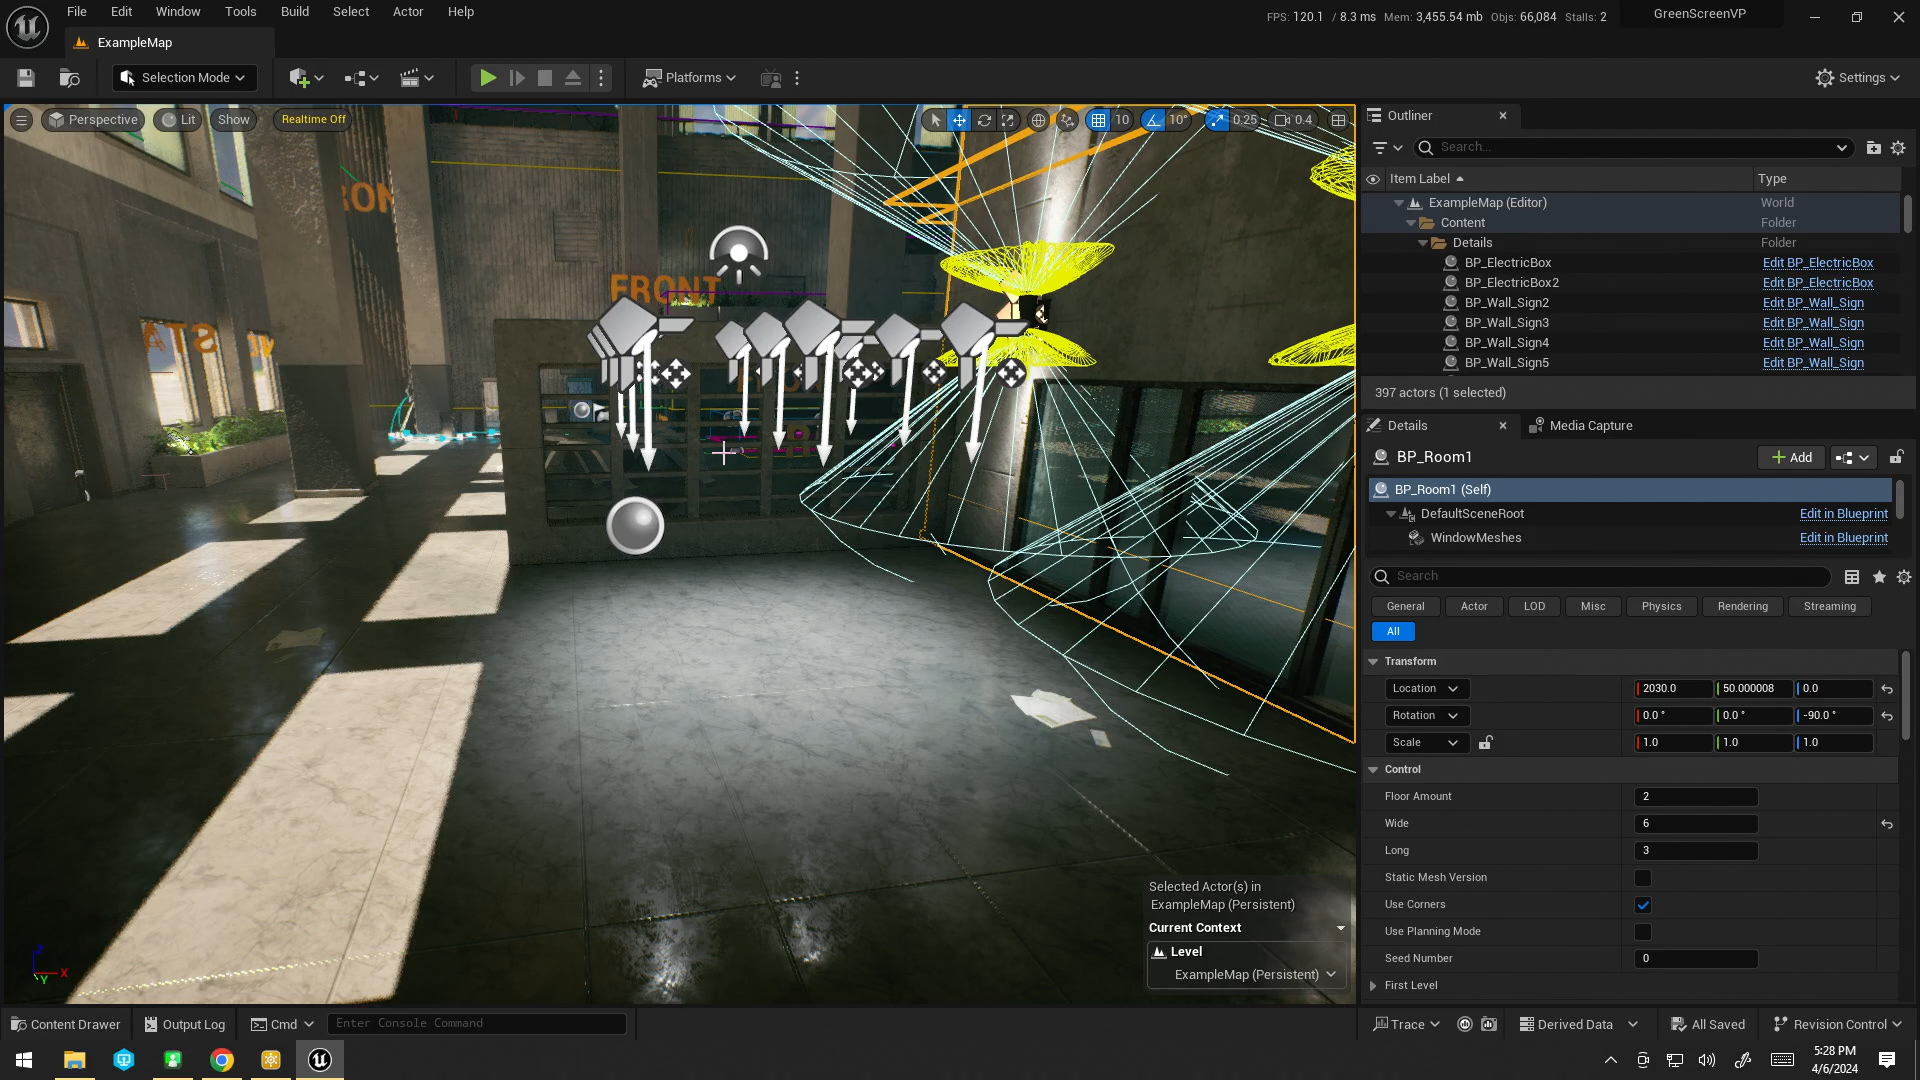 File Edit Window Tools Build Select Actor Help
FPS: 120.1 / 8.3 ms Mem: 3,455.54 mb Objs: 66,084 Stalls: 2
GreenScreenVP
ExampleMap
Selection Mode
Platforms
Settings
Perspective
Lit
Show
Realtime Off
10
10°
0.25
0.4
FRONT
Outliner
Search...
Item Label
Type
ExampleMap (Editor) World
Content Folder
Details Folder
BP_ElectricBox Edit BP_ElectricBox
BP_ElectricBox2 Edit BP_ElectricBox
BP_Wall_Sign2 Edit BP_Wall_Sign
BP_Wall_Sign3 Edit BP_Wall_Sign
BP_Wall_Sign4 Edit BP_Wall_Sign
BP_Wall_Sign5 Edit BP_Wall_Sign
397 actors (1 selected)
Details
Media Capture
BP_Room1
Add
BP_Room1 (Self)
DefaultSceneRoot Edit in Blueprint
WindowMeshes Edit in Blueprint
Search
General Actor LOD Misc Physics Rendering Streaming
All
Transform
Location 2030.0 50.000008 0.0
Rotation 0.0 ° 0.0 ° -90.0 °
Scale 1.0 1.0 1.0
Control
Floor Amount 2
Wide 6
Long 3
Static Mesh Version
Use Corners
Use Planning Mode
Seed Number 0
First Level
Selected Actor(s) in
ExampleMap (Persistent)
Current Context
Level
ExampleMap (Persistent)
Z
X
Y
Content Drawer
Output Log
Cmd
Enter Console Command
Trace
Derived Data
All Saved
Revision Control
5:28 PM
4/6/2024